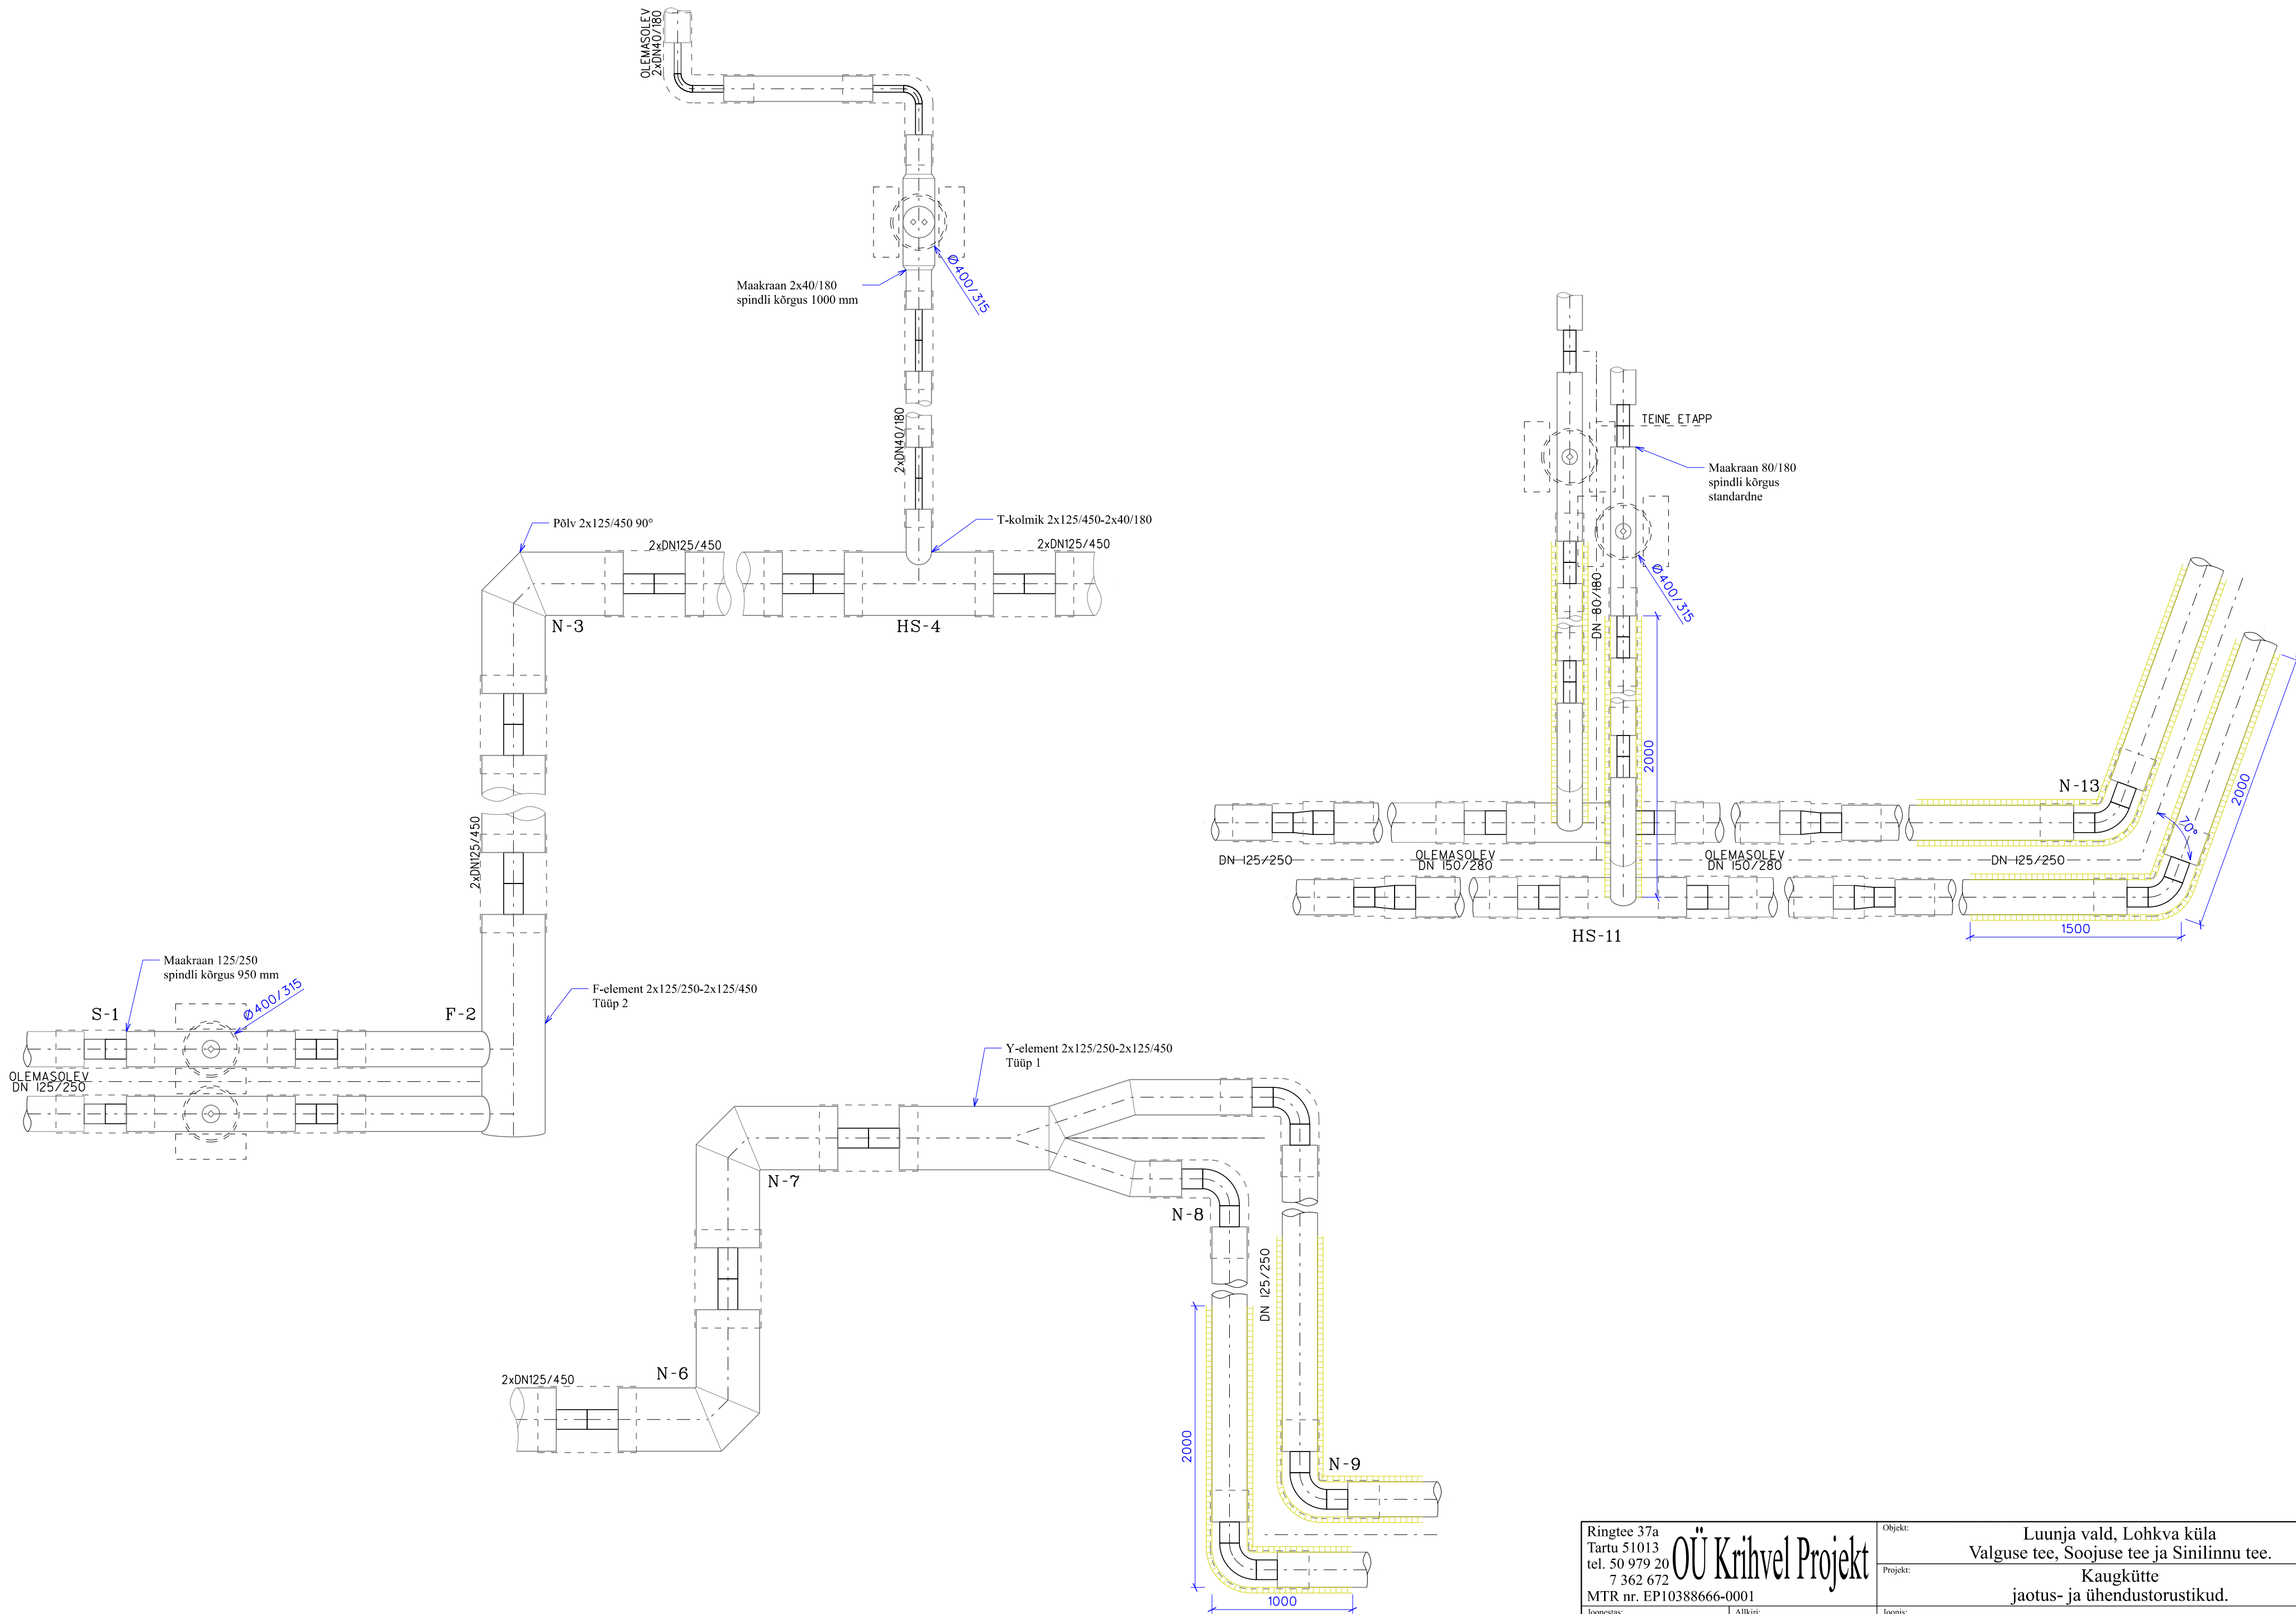 OLEMASOLEV
2xDN40/180
Maakraan 2x40/180
spindli kõrgus 1000 mm
Ø400/315
2xDN40/180
Põlv 2x125/450 90°
2xDN125/450
T-kolmik 2x125/450-2x40/180
2xDN125/450
N-3
HS-4
2xDN125/450
Maakraan 125/250
spindli kõrgus 950 mm
Ø400/315
S-1
F-2
F-element 2x125/250-2x125/450
Tüüp 2
OLEMASOLEV
DN 125/250
Y-element 2x125/250-2x125/450
Tüüp 1
N-7
N-8
N-6
2xDN125/450
DN 125/250
2000
N-9
1000
TEINE ETAPP
Maakraan 80/180
spindli kõrgus
standardne
Ø400/315
DN 80/180
2000
N-13
70°
2000
DN 125/250
OLEMASOLEV
DN 150/280
OLEMASOLEV
DN 150/280
DN 125/250
HS-11
1500
Ringtee 37a
Tartu 51013
tel. 50 979 20
7 362 672
MTR nr. EP10388666-0001
OÜ Krihvel Projekt
Objekt:
Luunja vald, Lohkva küla
Valguse tee, Soojuse tee ja Sinilinnu tee.
Projekt:
Kaugkütte
jaotus- ja ühendustorustikud.
Joonestas:
Allkiri:
Joonis: